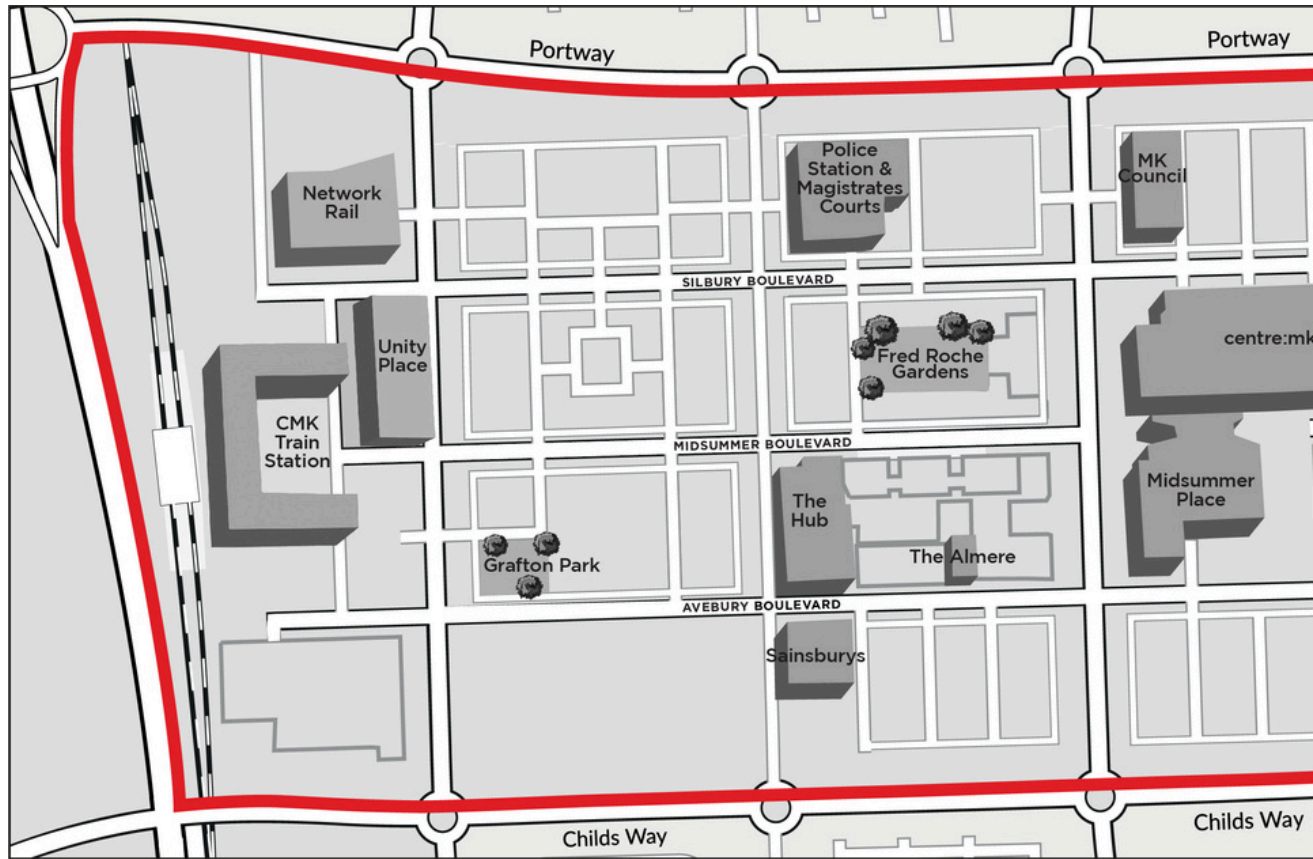 Portway
Portway
Network
Rail
Police
Station &
Magistrates
Courts
MK
Council
SILBURY BOULEVARD
Unity
Place
Fred Roche
Gardens
centre:mk
CMK
Train
Station
MIDSUMMER BOULEVARD
The
Hub
Midsummer
Place
Grafton Park
The Almere
AVEBURY BOULEVARD
Sainsburys
Childs Way
Childs Way